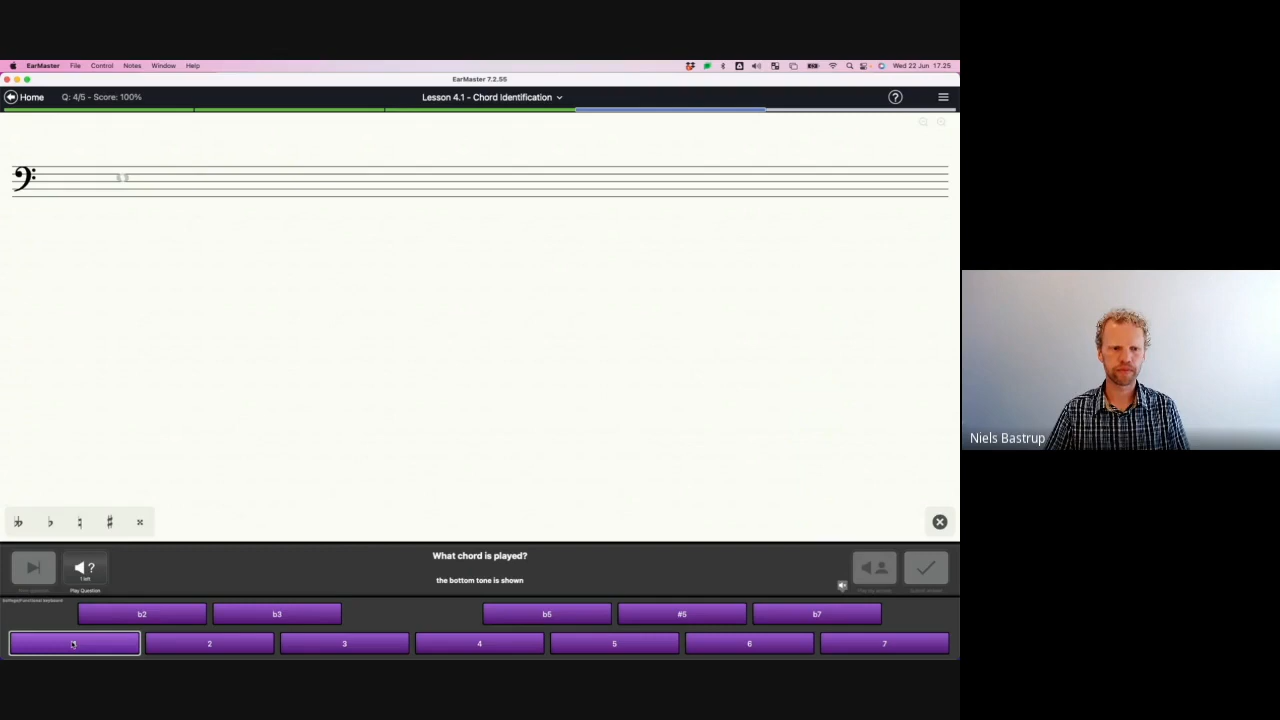 EarMaster File Control Notes Window Help Wed 22 Jun 17.25
EarMaster 7.2.55
Home Q: 4/5 - Score: 100% Lesson 4.1 - Chord Identification ?
What chord is played?
the bottom tone is shown
?
1 left
Play Question
b2 b3 b5 #5 b7
2 3 4 5 6 7
Niels Bastrup